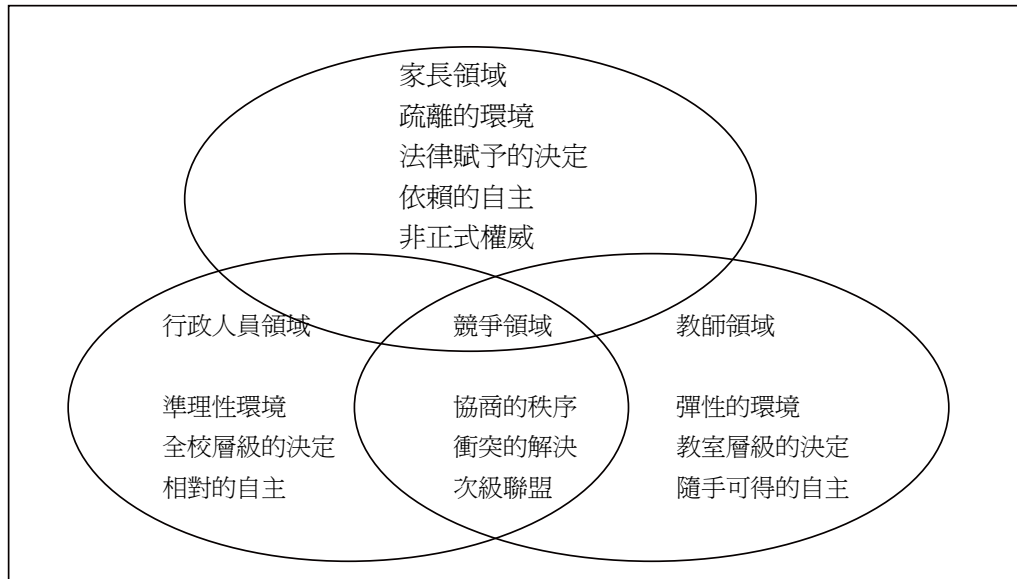 家長領域
疏離的環境
法律賦予的決定
依賴的自主
非正式權威
行政人員領域
競爭領域
教師領域
準理性環境
協商的秩序
彈性的環境
全校層級的決定
衝突的解決
教室層級的決定
相對的自主
次級聯盟
隨手可得的自主